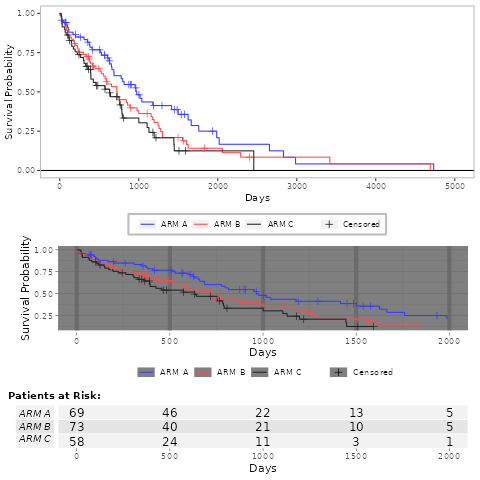 1.00
0.75
0.50
0.25
0.00
Survival Probability
0 1000 2000 3000 4000 5000
Days
ARM A ARM B ARM C Censored
1.00
0.75
0.50
0.25
Survival Probability
0 500 1000 1500 2000
Days
ARM A ARM B ARM C Censored
Patients at Risk:
ARM A 69 46 22 13 5
ARM B 73 40 21 10 5
ARM C 58 24 11 3 1
0 500 1000 1500 2000
Days